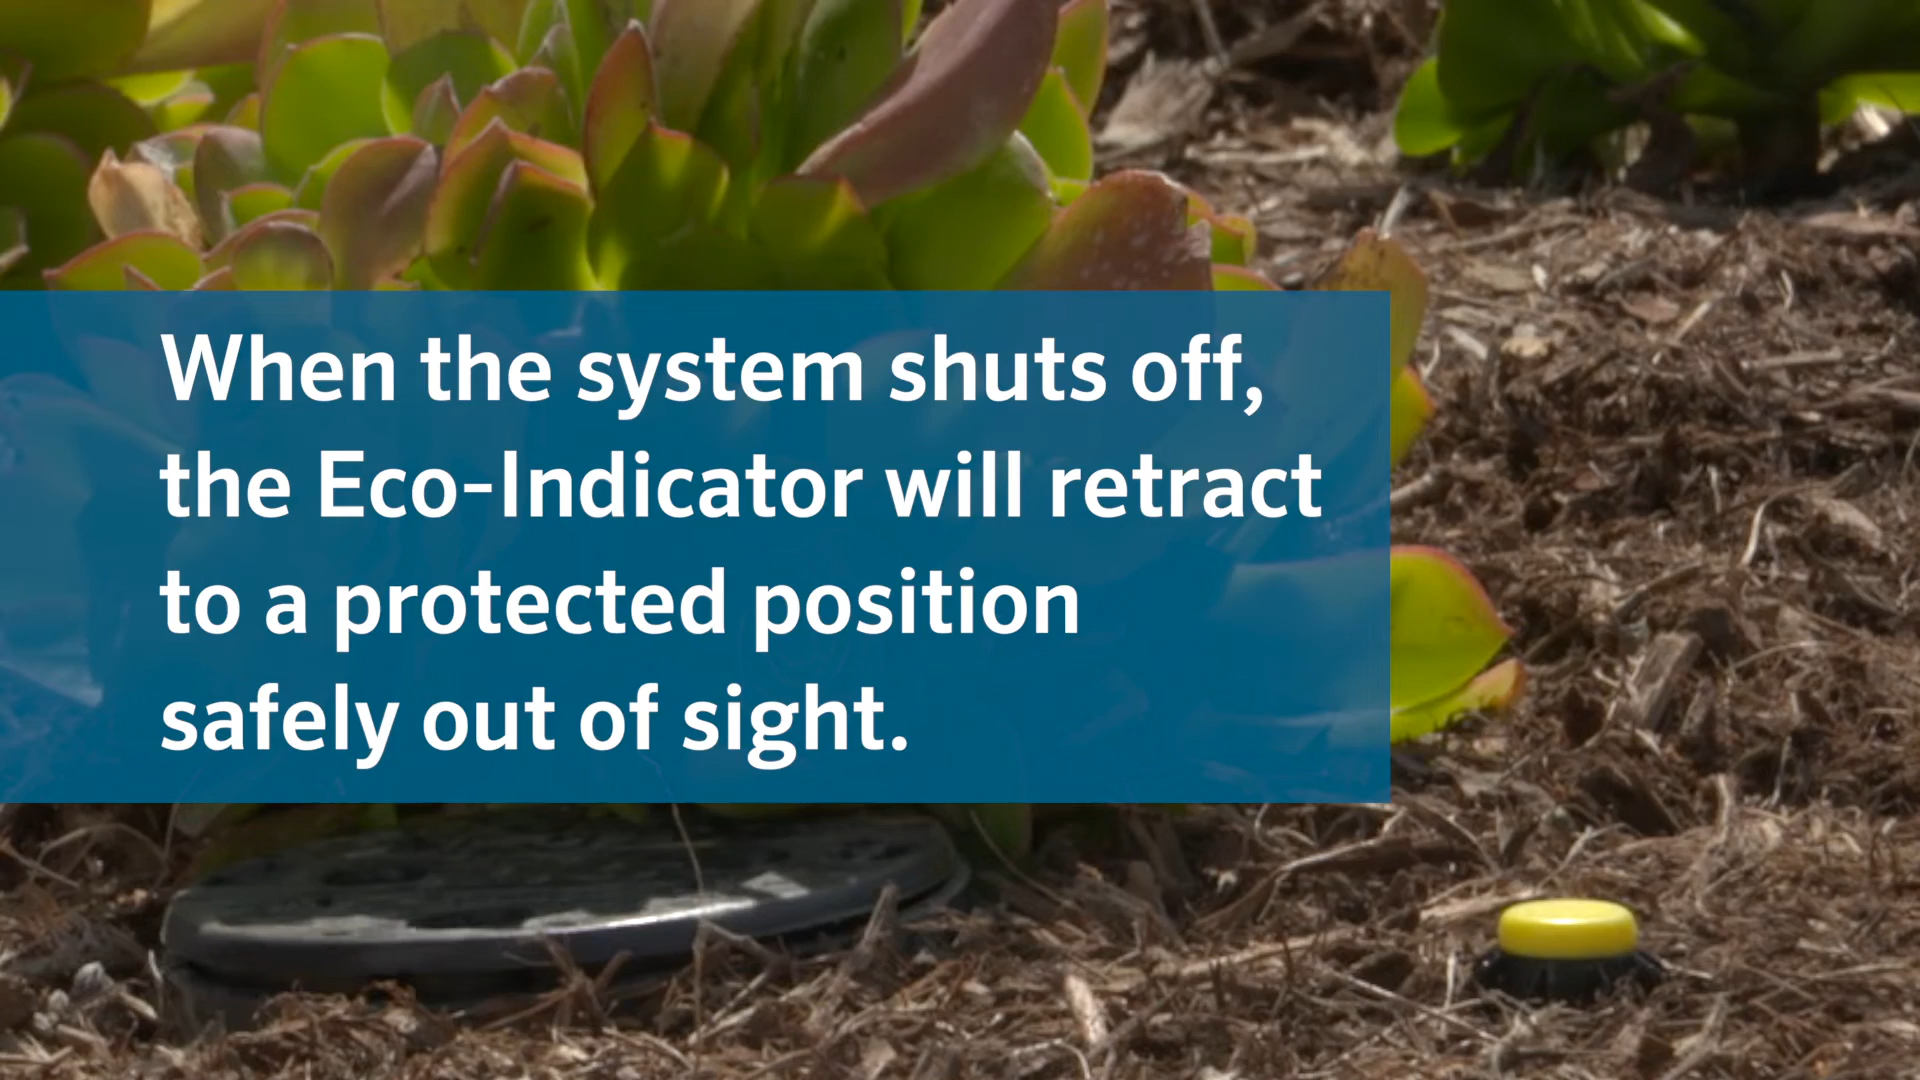 When the system shuts off,
the Eco-Indicator will retract
to a protected position
safely out of sight.